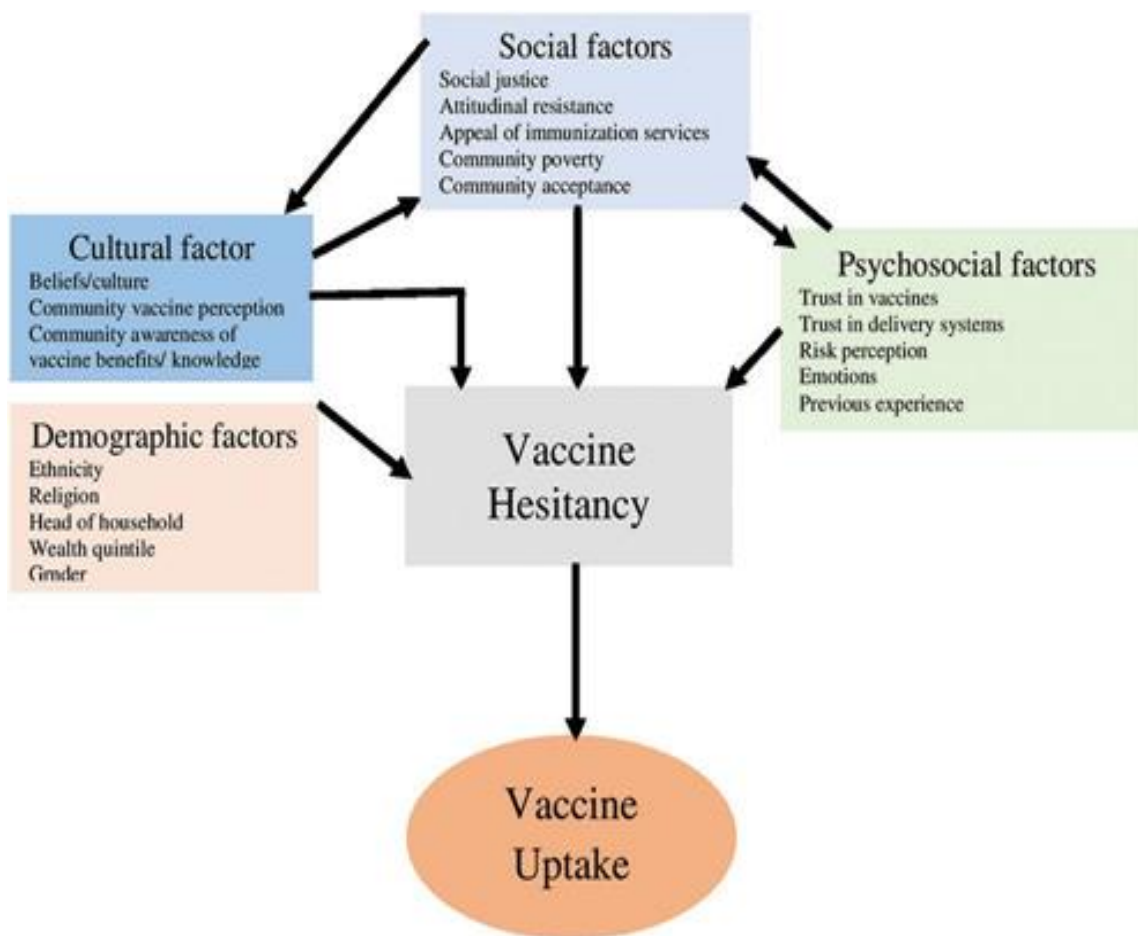 Social factors
Social justice
Attitudinal resistance
Appeal of immunization services
Community poverty
Community acceptance
Cultural factor
Beliefs/culture
Community vaccine perception
Community awareness of
vaccine benefits/ knowledge
Psychosocial factors
Trust in vaccines
Trust in delivery systems
Risk perception
Emotions
Previous experience
Demographic factors
Ethnicity
Religion
Head of household
Wealth quintile
Gender
Vaccine
Hesitancy
Vaccine
Uptake